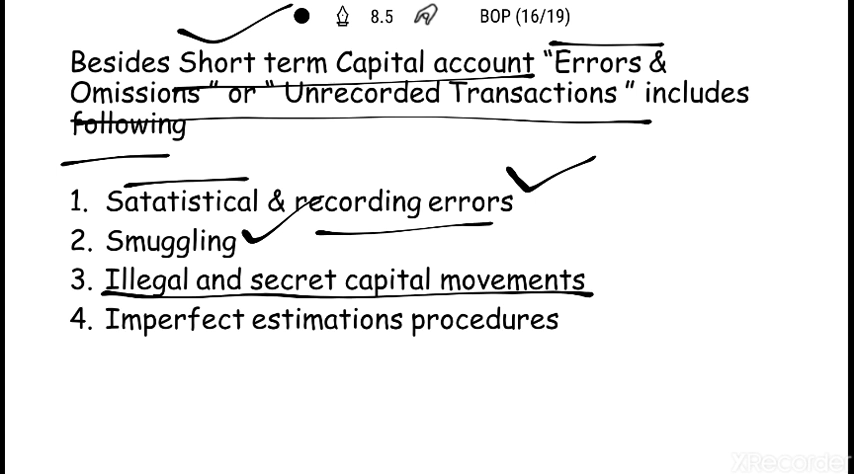 8.5 BOP (16/19)
Besides Short term Capital account "Errors &
Omissions " or " Unrecorded Transactions " includes
following
1. Satatistical & recording errors
2. Smuggling
3. Illegal and secret capital movements
4. Imperfect estimations procedures
XRecorder